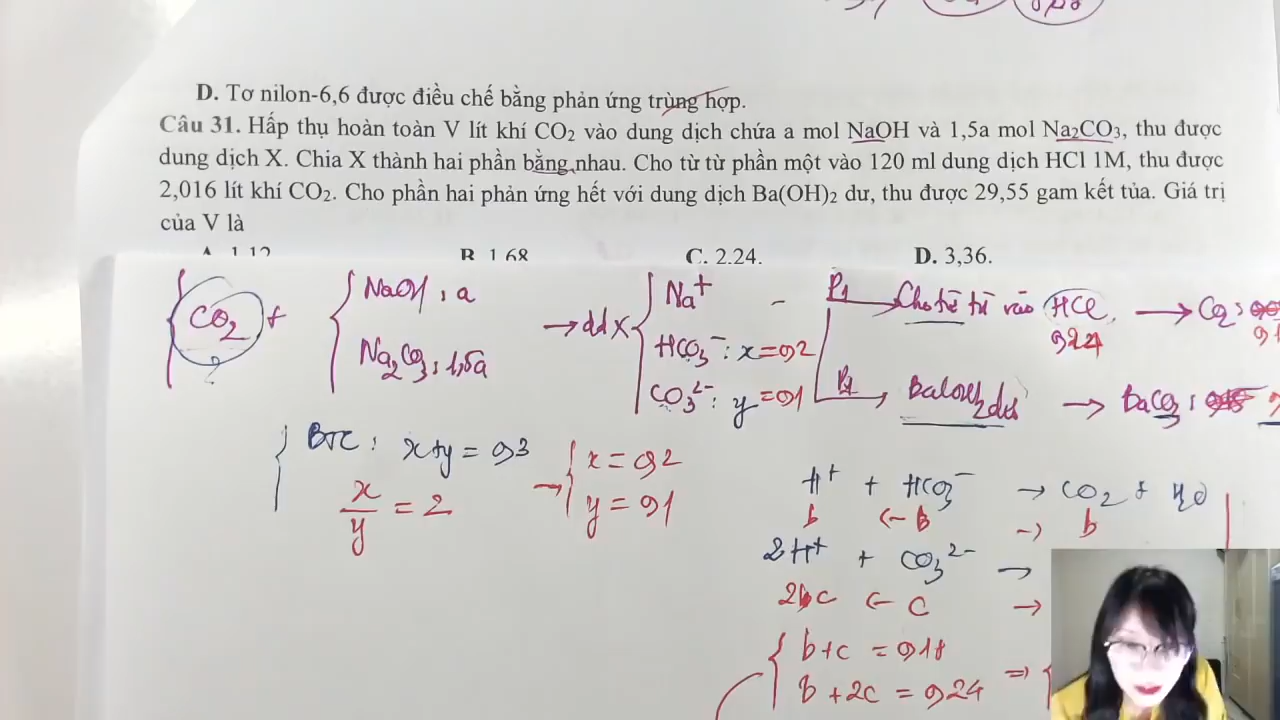 D. Tơ nilon-6,6 được điều chế bằng phản ứng trùng hợp.
Câu 31. Hấp thụ hoàn toàn V lít khí CO₂ vào dung dịch chứa a mol NaOH và 1,5a mol Na₂CO₃, thu được
dung dịch X. Chia X thành hai phần bằng nhau. Cho từ từ phần một vào 120 ml dung dịch HCl 1M, thu được
2,016 lít khí CO₂. Cho phần hai phản ứng hết với dung dịch Ba(OH)₂ dư, thu được 29,55 gam kết tủa. Giá trị
của V là
A 1,12 B 1,68 C. 2.24. D. 3,36.
CO₂ + NaOH : a Na₂CO₃ : 1,5a → dd X Na⁺ HCO₃⁻ : x = 0,2 CO₃²⁻ : y = 0,1
P1 Cho từ từ vào HCl → CO₂ :
0,24
P2 Ba(OH)₂ dư → BaCO₃ :
BTC : x + y = 0,3 → x = 0,2
x/y = 2 y = 0,1
H⁺ + HCO₃⁻ → CO₂ + H₂O
b ← b → b
2H⁺ + CO₃²⁻ →
2c ← c →
b + c = 0,18
b + 2c = 0,24 ⇒